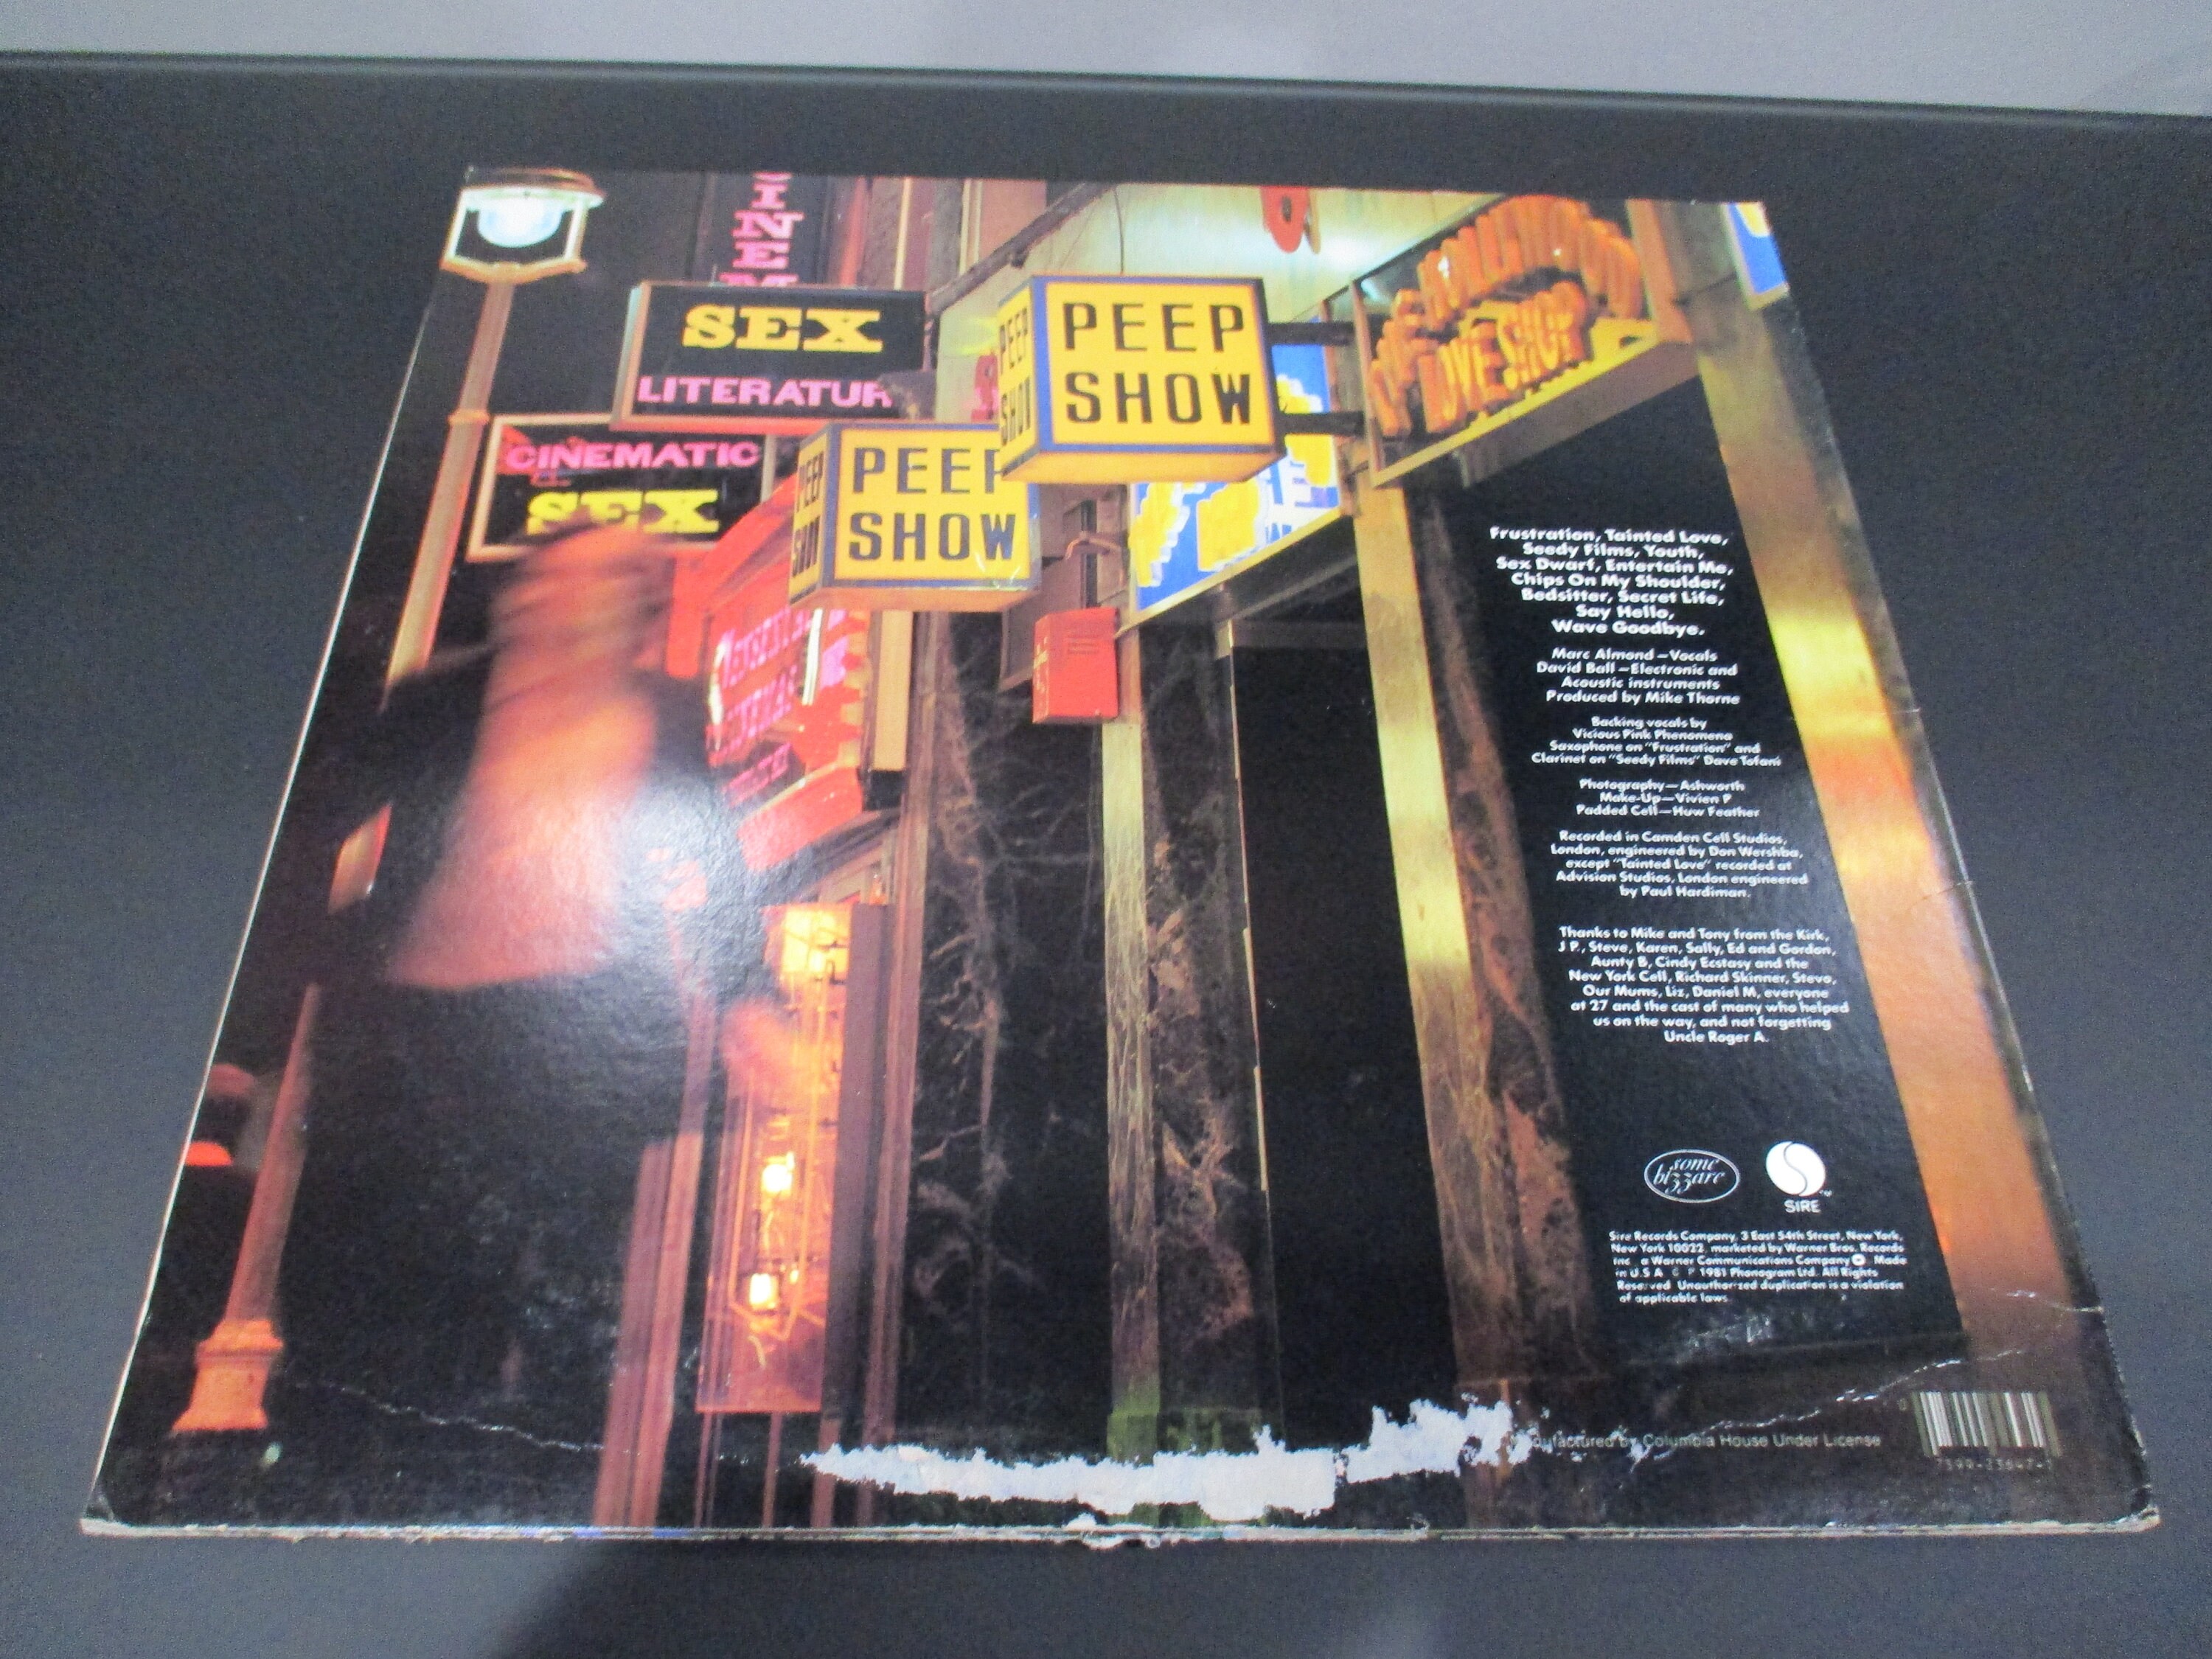 INEM
SEX
LITERATUR
CINEMATIC
SEX
PEEP
SHOW
PEEP
SHOW
PEEP
SHOW
PEEP
SHOW
HOLLYWOOD
LOVE SHOP
Frustration, Tainted Love,
Seedy Films, Youth,
Sex Dwarf, Entertain Me,
Chips On My Shoulder,
Bedsitter, Secret Life,
Say Hello,
Wave Goodbye.
Marc Almond—Vocals
David Ball—Electronic and
Acoustic instruments
Produced by Mike Thorne
Backing vocals by
Vicious Pink Phenomena
Saxophone on "Frustration" and
Clarinet on "Seedy Films" Dave Tofani
Photography—Ashworth
Make-Up—Vivien P
Padded Cell—Huw Feather
Recorded in Camden Cell Studios,
London, engineered by Don Wershba,
except "Tainted Love" recorded at
Advision Studios, London engineered
by Paul Hardiman.
Thanks to Mike and Tony from the Kirk,
J P., Steve, Karen, Sally, Ed and Gordon,
Aunty B, Cindy Ecstasy and the
New York Cell, Richard Skinner, Stevo,
Our Mums, Liz, Daniel M, everyone
at 27 and the cast of many who helped
us on the way, and not forgetting
Uncle Roger A.
some
bizzare
SIRE™
Sire Records Company, 3 East 54th Street, New York,
New York 10022, marketed by Warner Bros. Records
Inc., a Warner Communications Company. Made
in U.S.A. © ℗ 1981 Phonogram Ltd. All Rights
Reserved. Unauthorized duplication is a violation
of applicable laws.
ufactured by Columbia House Under License
0
7599-23647-1